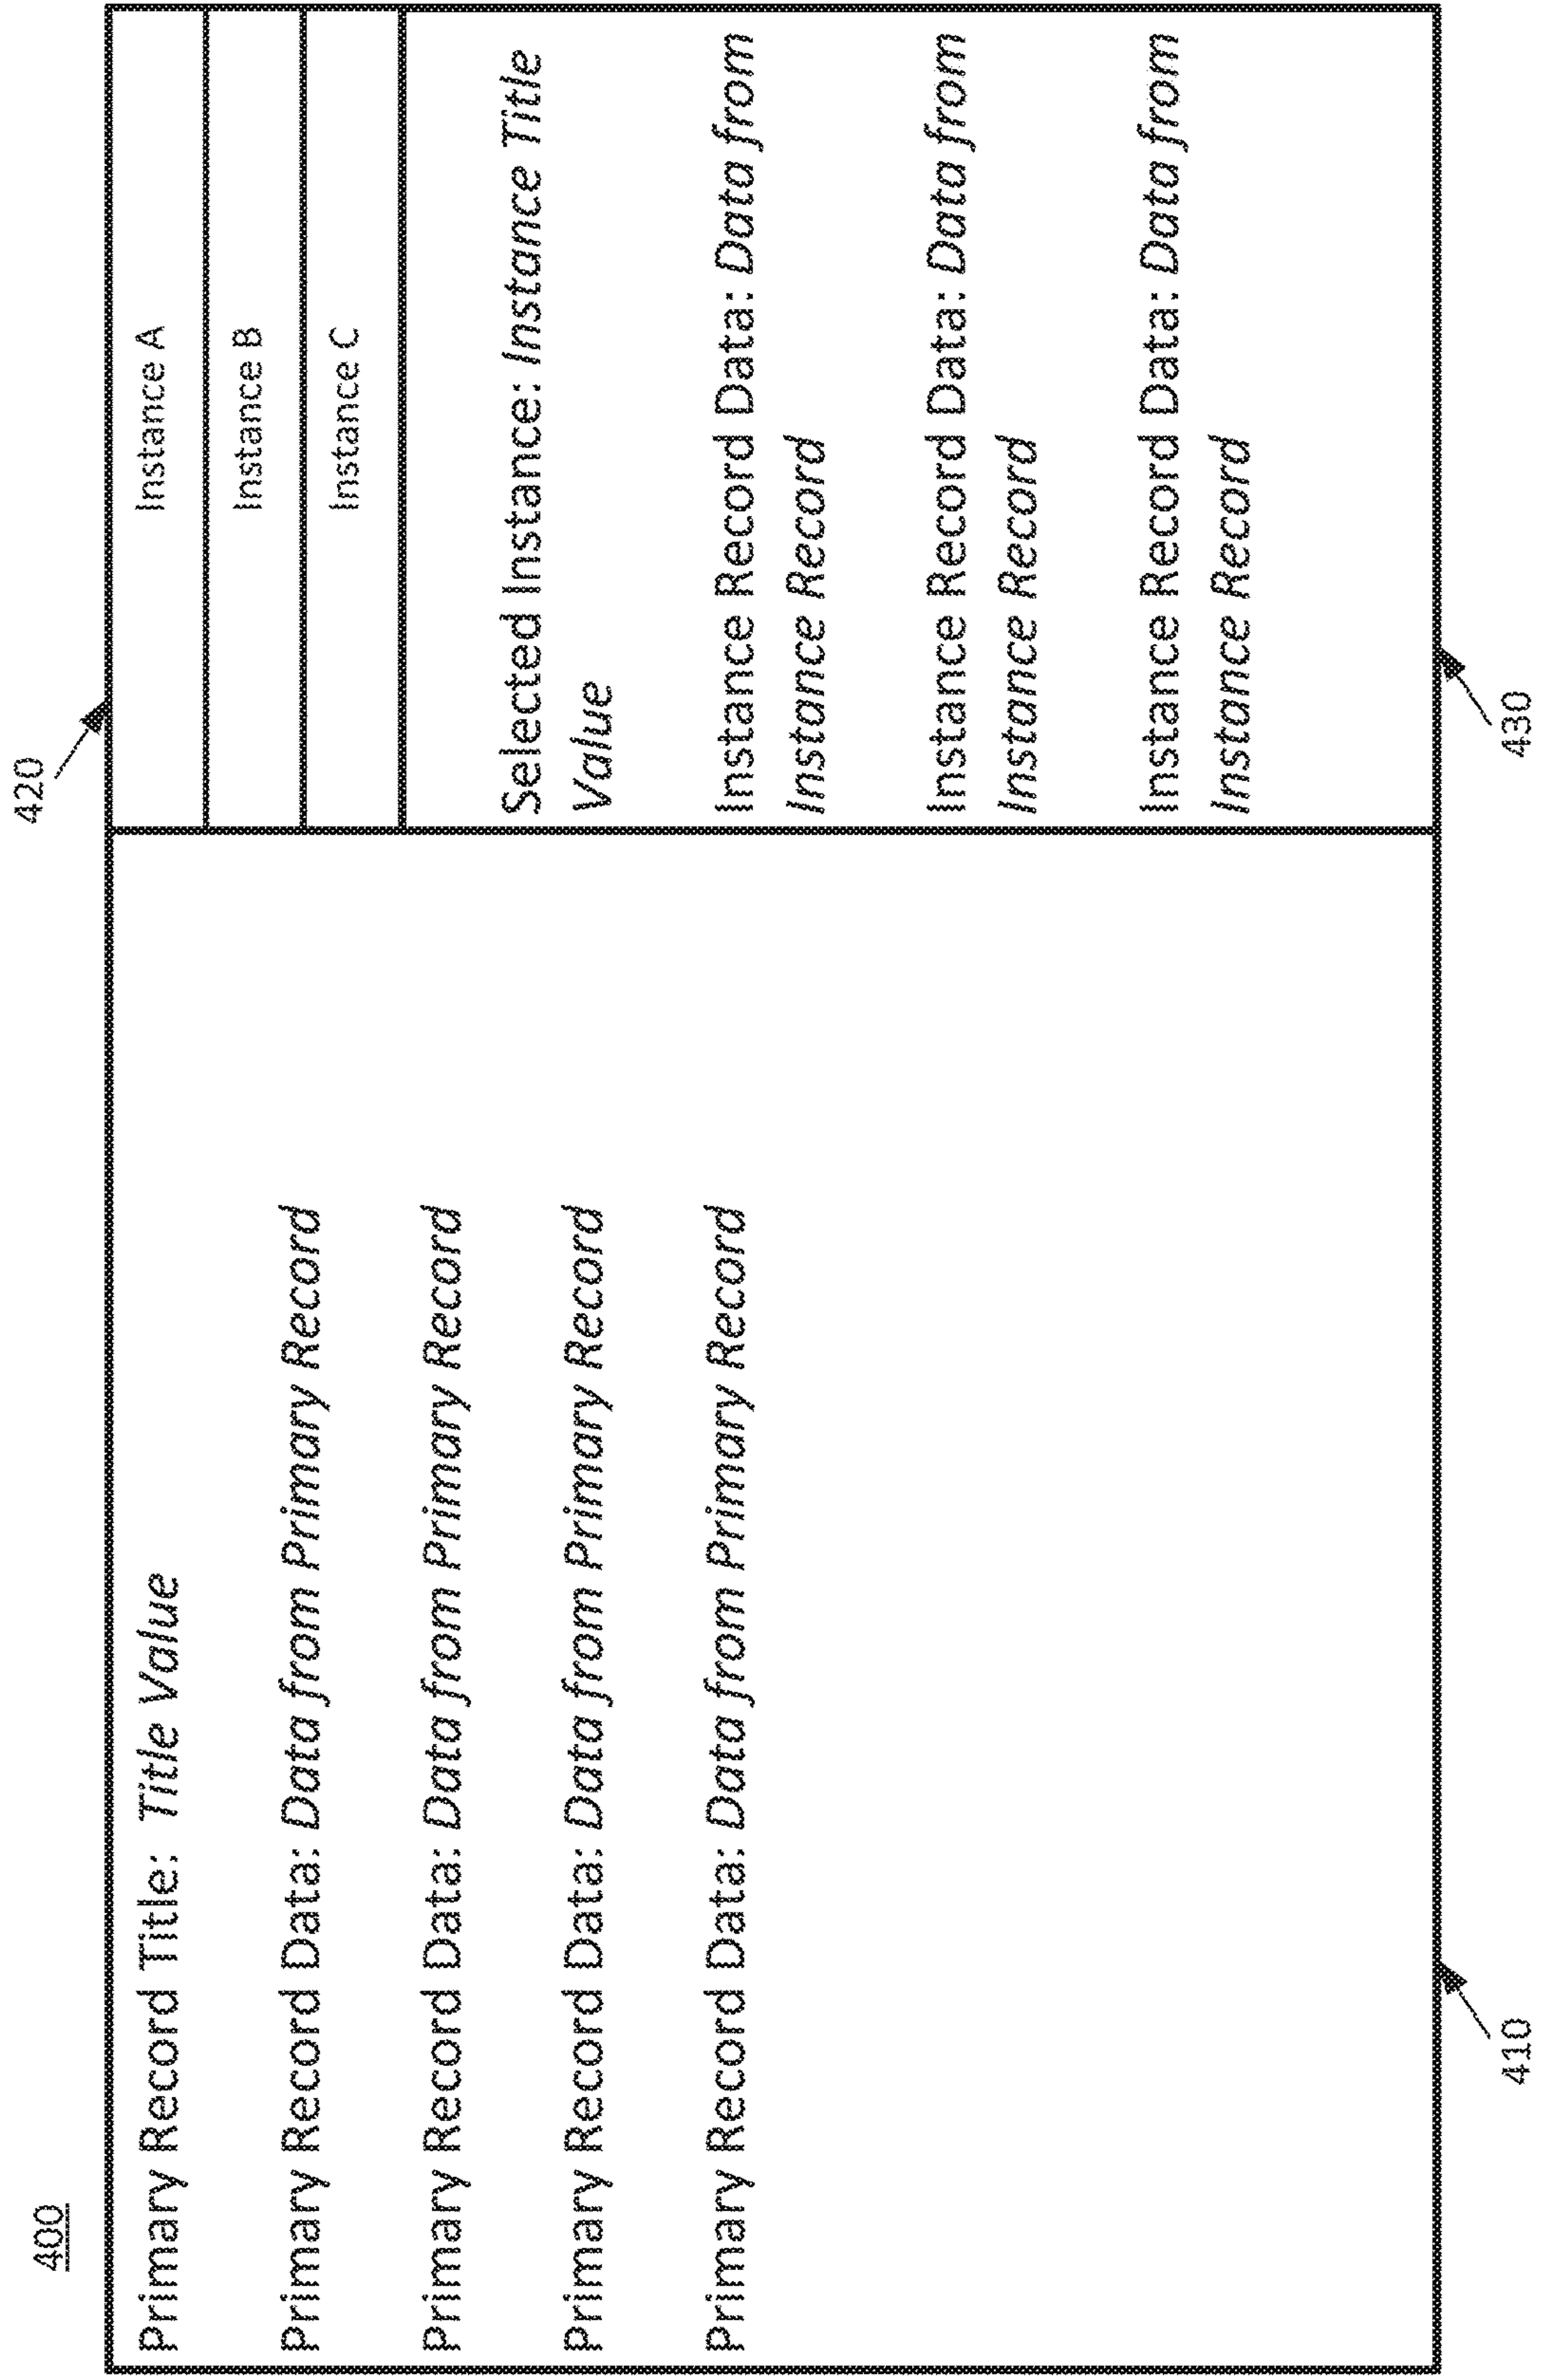 400
Primary Record Title: Title Value
Primary Record Data: Data from Primary Record
Primary Record Data: Data from Primary Record
Primary Record Data: Data from Primary Record
Primary Record Data: Data from Primary Record
410
420
Instance A
Instance B
Instance C
Selected Instance: Instance Title
Value
Instance Record Data: Data from
Instance Record
Instance Record Data: Data from
Instance Record
Instance Record Data: Data from
Instance Record
430